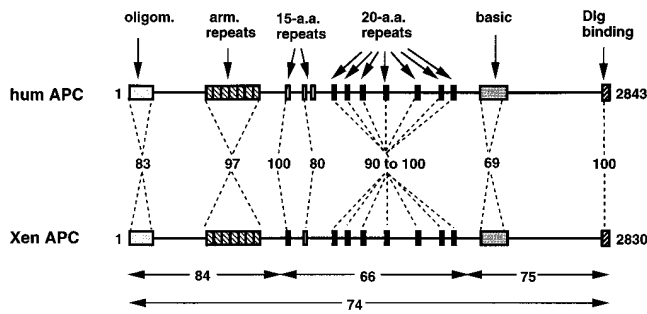 oligom. arm. repeats 15-a.a. repeats 20-a.a. repeats basic Dlg binding
hum APC 1 2843
83 97 100 80 90 to 100 69 100
Xen APC 1 2830
84 66 75
74